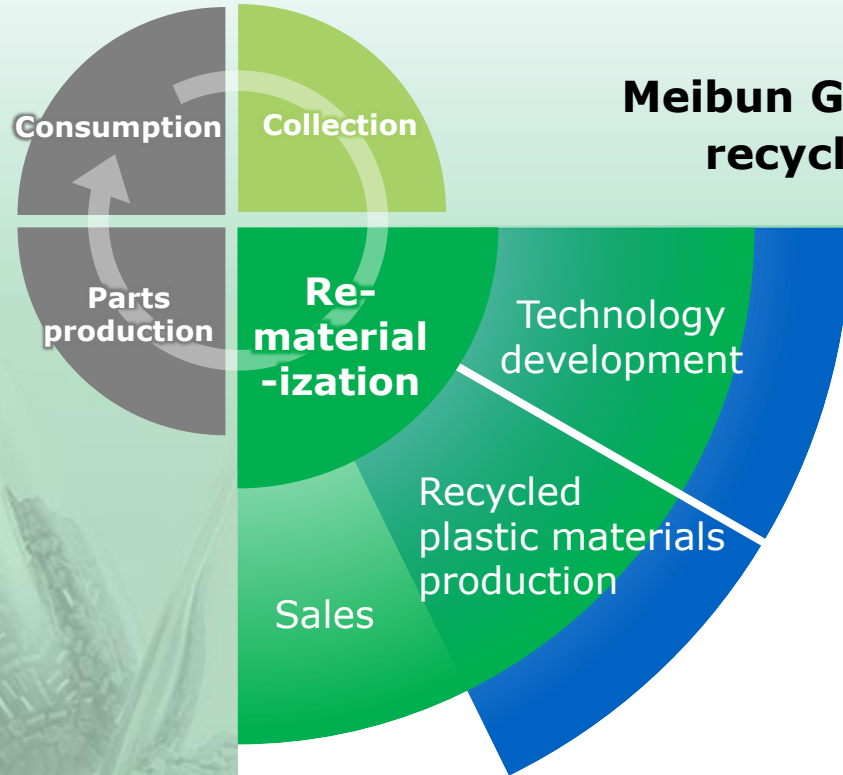 Consumption
Collection
Meibun G
recycl
Parts
production
Re-
material
-ization
Technology
development
Recycled
plastic materials
production
Sales